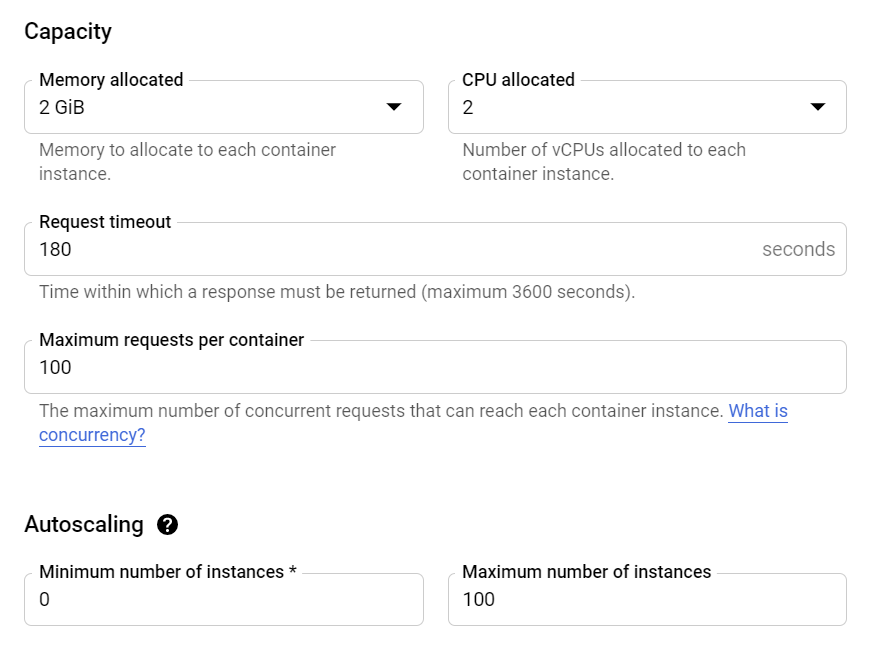 Capacity
Memory allocated
2 GiB
Memory to allocate to each container
instance.
CPU allocated
2
Number of vCPUs allocated to each
container instance.
Request timeout
180
seconds
Time within which a response must be returned (maximum 3600 seconds).
Maximum requests per container
100
The maximum number of concurrent requests that can reach each container instance. What is
concurrency?
Autoscaling ?
Minimum number of instances *
0
Maximum number of instances
100